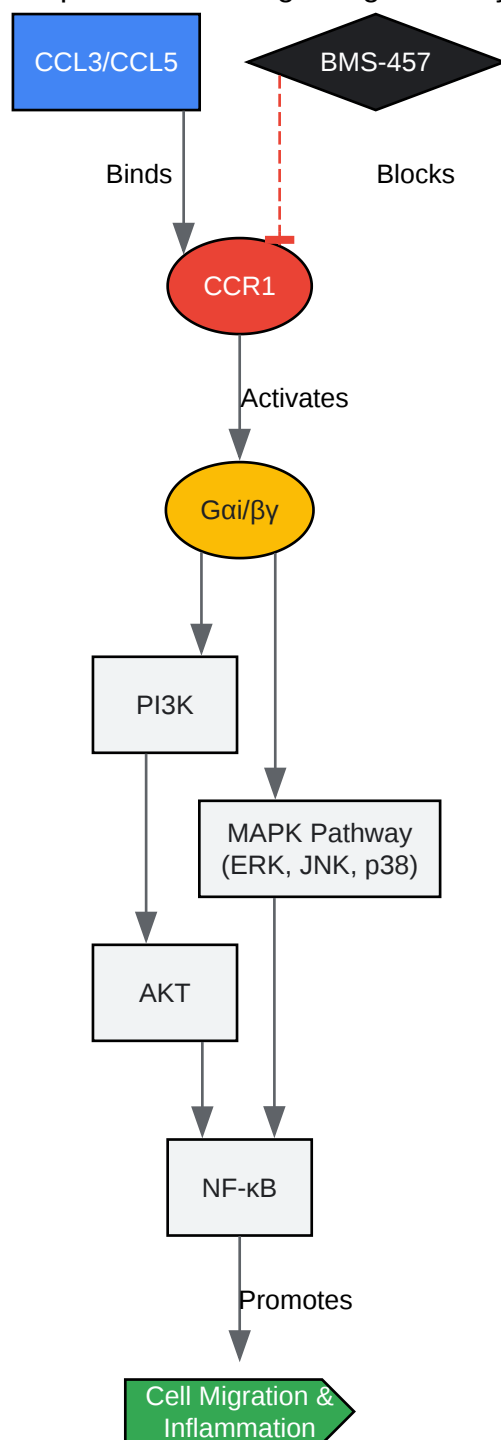 CCL3/CCL5
BMS-457
Binds
Blocks
CCR1
Activates
Gαi/βγ
PI3K
MAPK Pathway
(ERK, JNK, p38)
AKT
NF-κB
Promotes
Cell Migration &
Inflammation